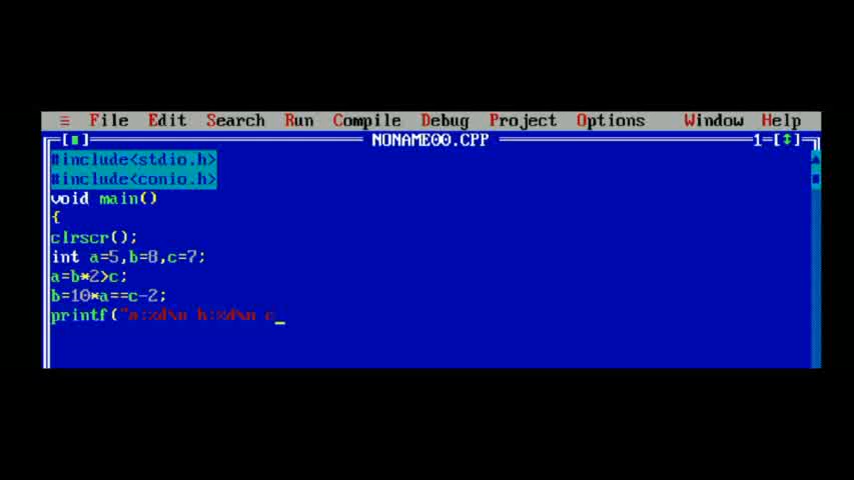 ≡ File Edit Search Run Compile Debug Project Options Window Help
[■] NONAME00.CPP 1=[↕]
#include<stdio.h>
#include<conio.h>
void main()
{
clrscr();
int a=5,b=8,c=7;
a=b*2>c;
b=10*a==c-2;
printf("a:%d\n b:%d\n c_